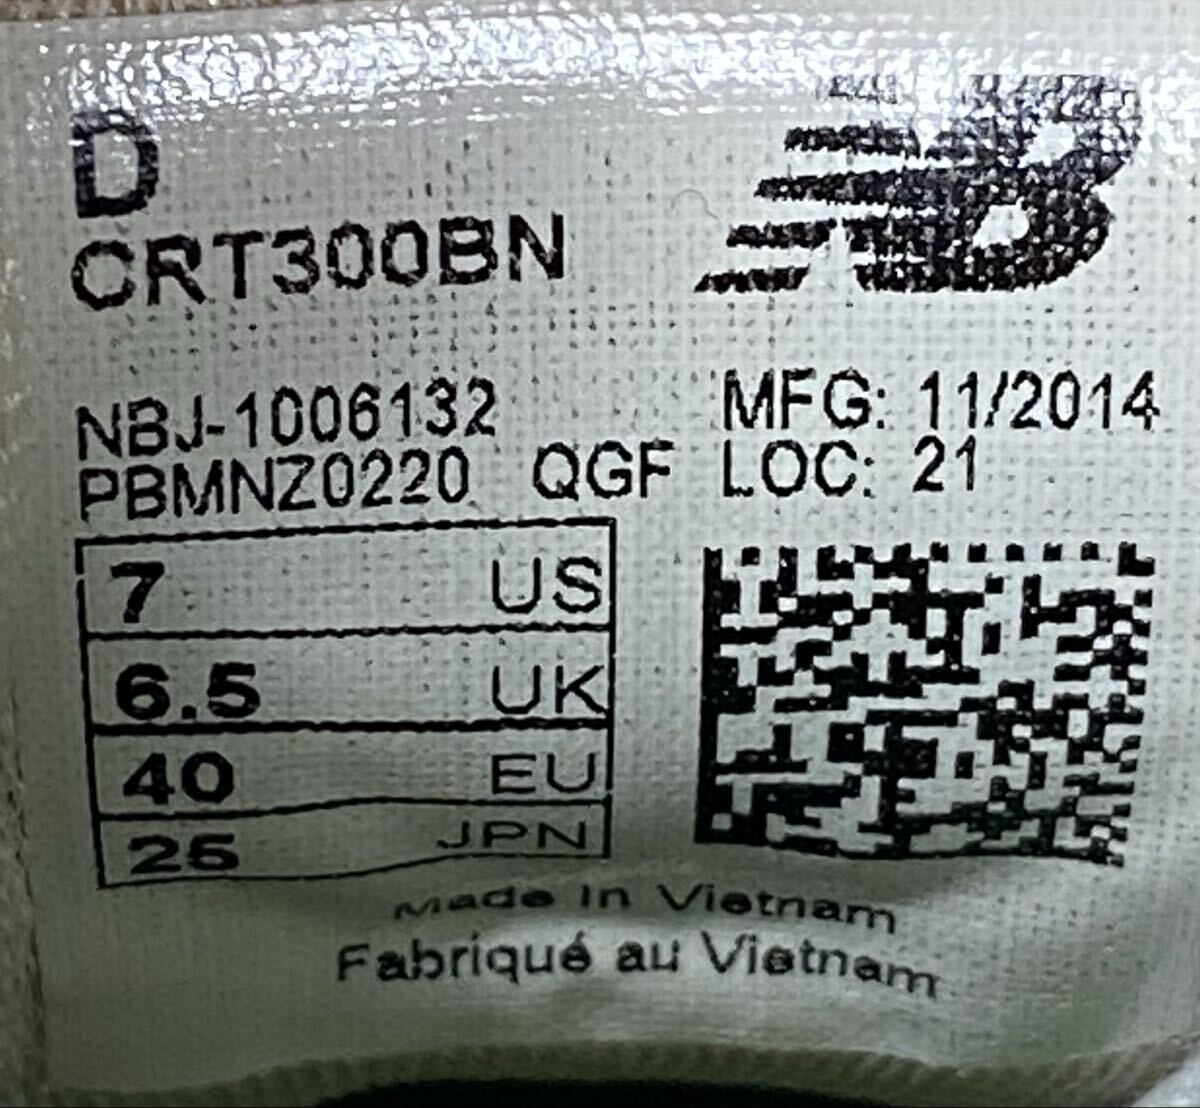 D
CRT300BN
NBJ-1006132
MFG: 11/2014
PBMNZ0220 QGF LOC: 21
7 US
6.5 UK
40 EU
25 JPN
Made in Vietnam
Fabriqué au Vietnam